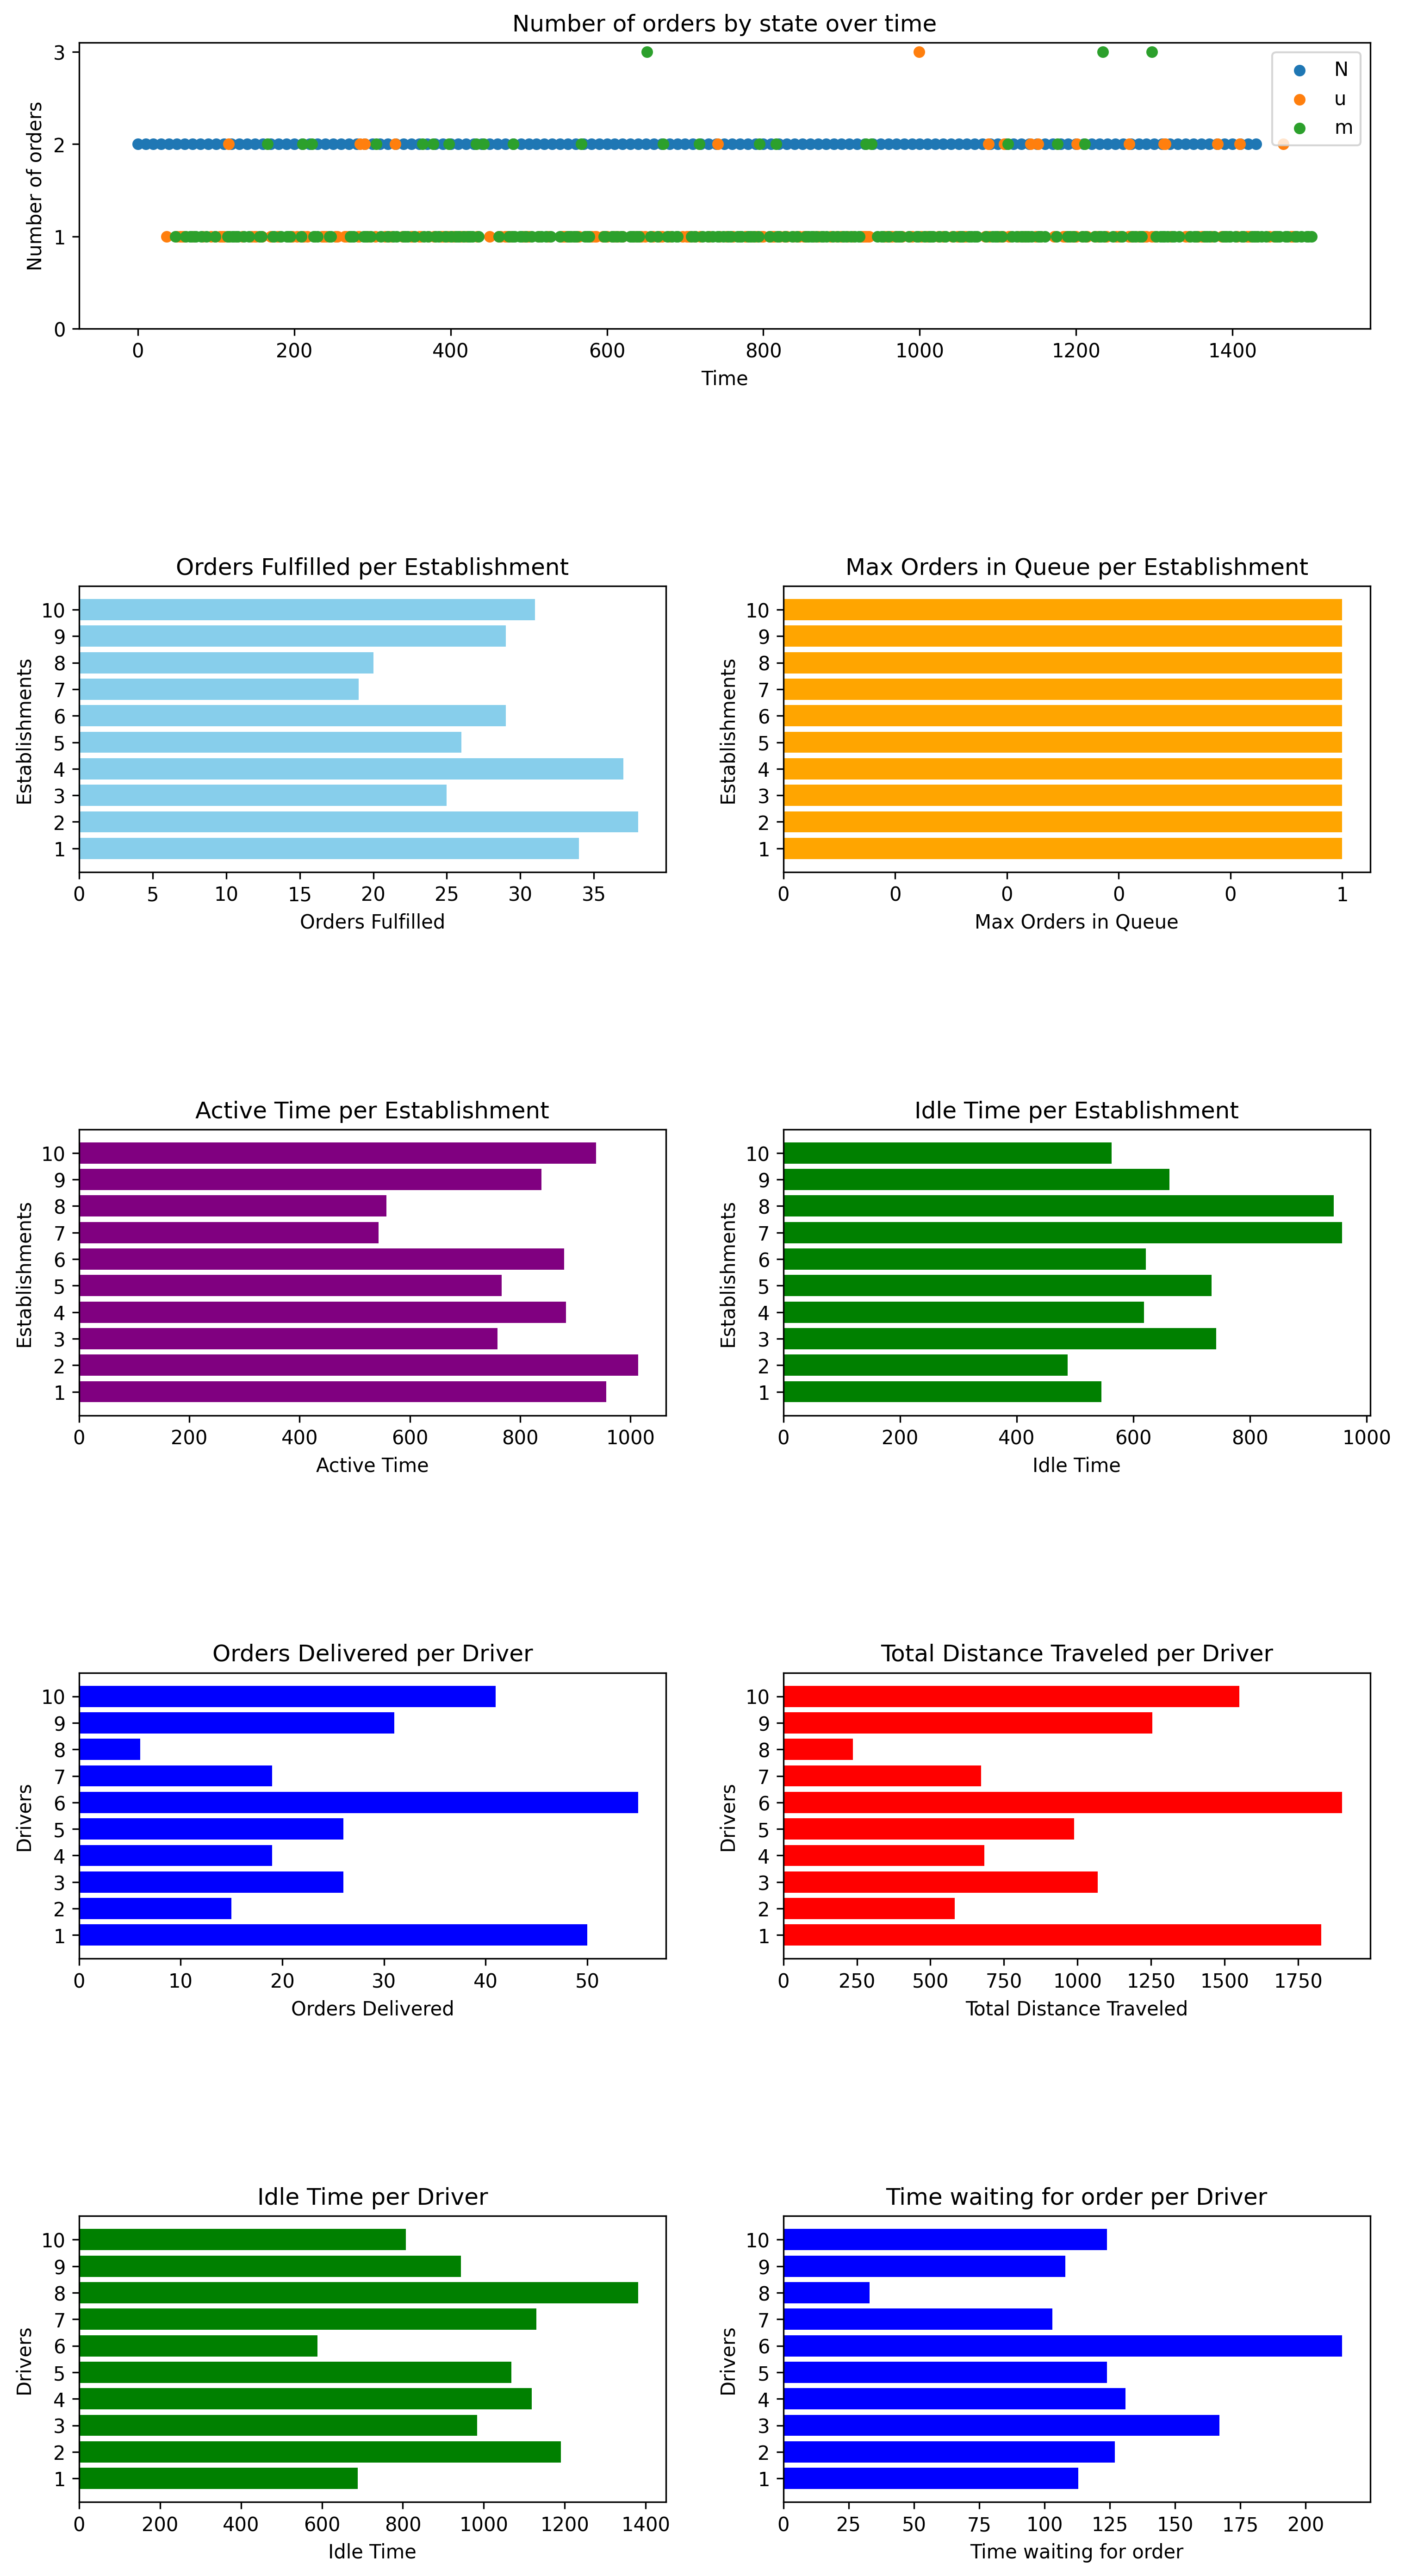 Number of orders by state over time
3
2
1
0
Number of orders
N
u
m
0 200 400 600 800 1000 1200 1400
Time
Orders Fulfilled per Establishment
10
9
8
7
6
5
4
3
2
1
Establishments
0 5 10 15 20 25 30 35
Orders Fulfilled
Max Orders in Queue per Establishment
10
9
8
7
6
5
4
3
2
1
Establishments
0 0 0 0 0 1
Max Orders in Queue
Active Time per Establishment
10
9
8
7
6
5
4
3
2
1
Establishments
0 200 400 600 800 1000
Active Time
Idle Time per Establishment
10
9
8
7
6
5
4
3
2
1
Establishments
0 200 400 600 800 1000
Idle Time
Orders Delivered per Driver
10
9
8
7
6
5
4
3
2
1
Drivers
0 10 20 30 40 50
Orders Delivered
Total Distance Traveled per Driver
10
9
8
7
6
5
4
3
2
1
Drivers
0 250 500 750 1000 1250 1500 1750
Total Distance Traveled
Idle Time per Driver
10
9
8
7
6
5
4
3
2
1
Drivers
0 200 400 600 800 1000 1200 1400
Idle Time
Time waiting for order per Driver
10
9
8
7
6
5
4
3
2
1
Drivers
0 25 50 75 100 125 150 175 200
Time waiting for order